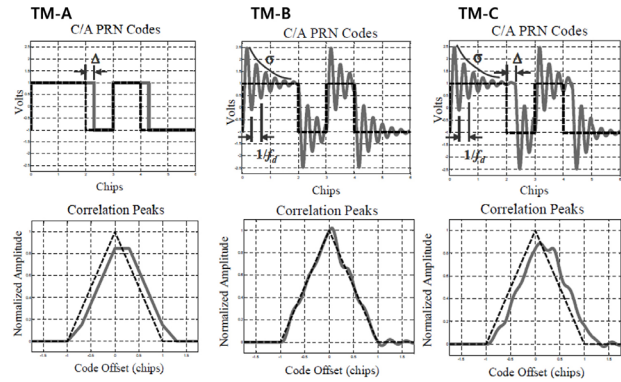 TM-A
TM-B
TM-C
C/A PRN Codes
C/A PRN Codes
C/A PRN Codes
Δ
σ
σ
Δ
Volts
Volts
Volts
1/fd
1/fd
Chips
Chips
Chips
Correlation Peaks
Correlation Peaks
Correlation Peaks
Normalized Amplitude
Normalized Amplitude
Normalized Amplitude
Code Offset (chips)
Code Offset (chips)
Code Offset (chips)